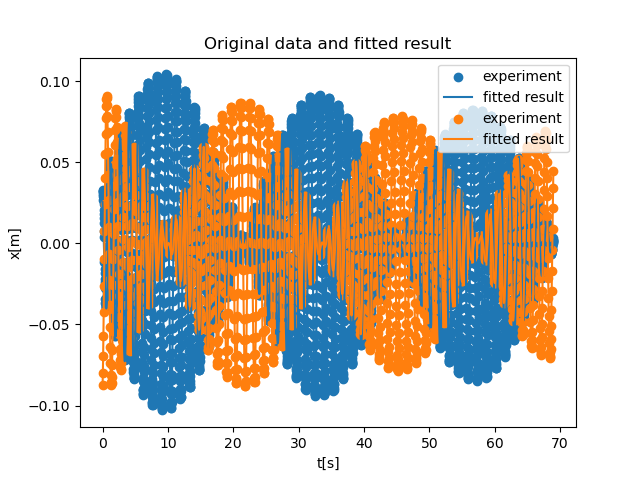 Original data and fitted result
experiment
fitted result
experiment
fitted result
0.10
0.05
0.00
−0.05
−0.10
x[m]
0 10 20 30 40 50 60 70
t[s]